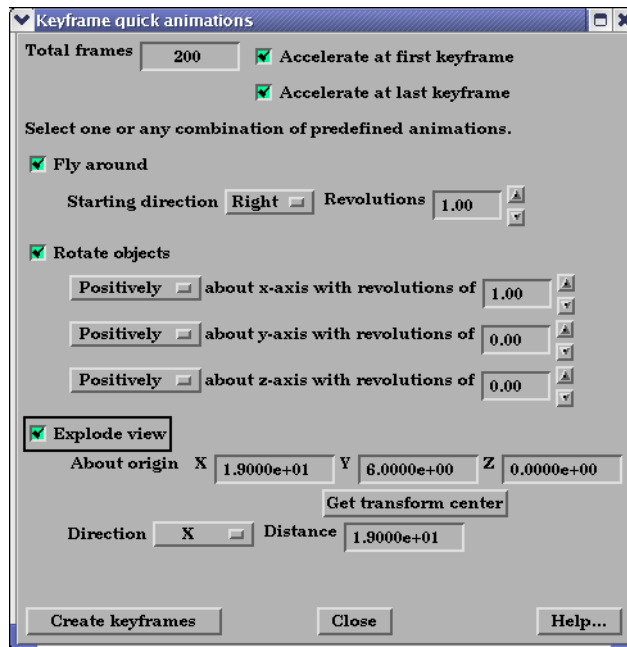 Keyframe quick animations
Total frames 200 Accelerate at first keyframe
Accelerate at last keyframe
Select one or any combination of predefined animations.
Fly around
Starting direction Right Revolutions 1.00
Rotate objects
Positively about x-axis with revolutions of 1.00
Positively about y-axis with revolutions of 0.00
Positively about z-axis with revolutions of 0.00
Explode view
About origin X 1.9000e+01 Y 6.0000e+00 Z 0.0000e+00
Get transform center
Direction X Distance 1.9000e+01
Create keyframes Close Help...